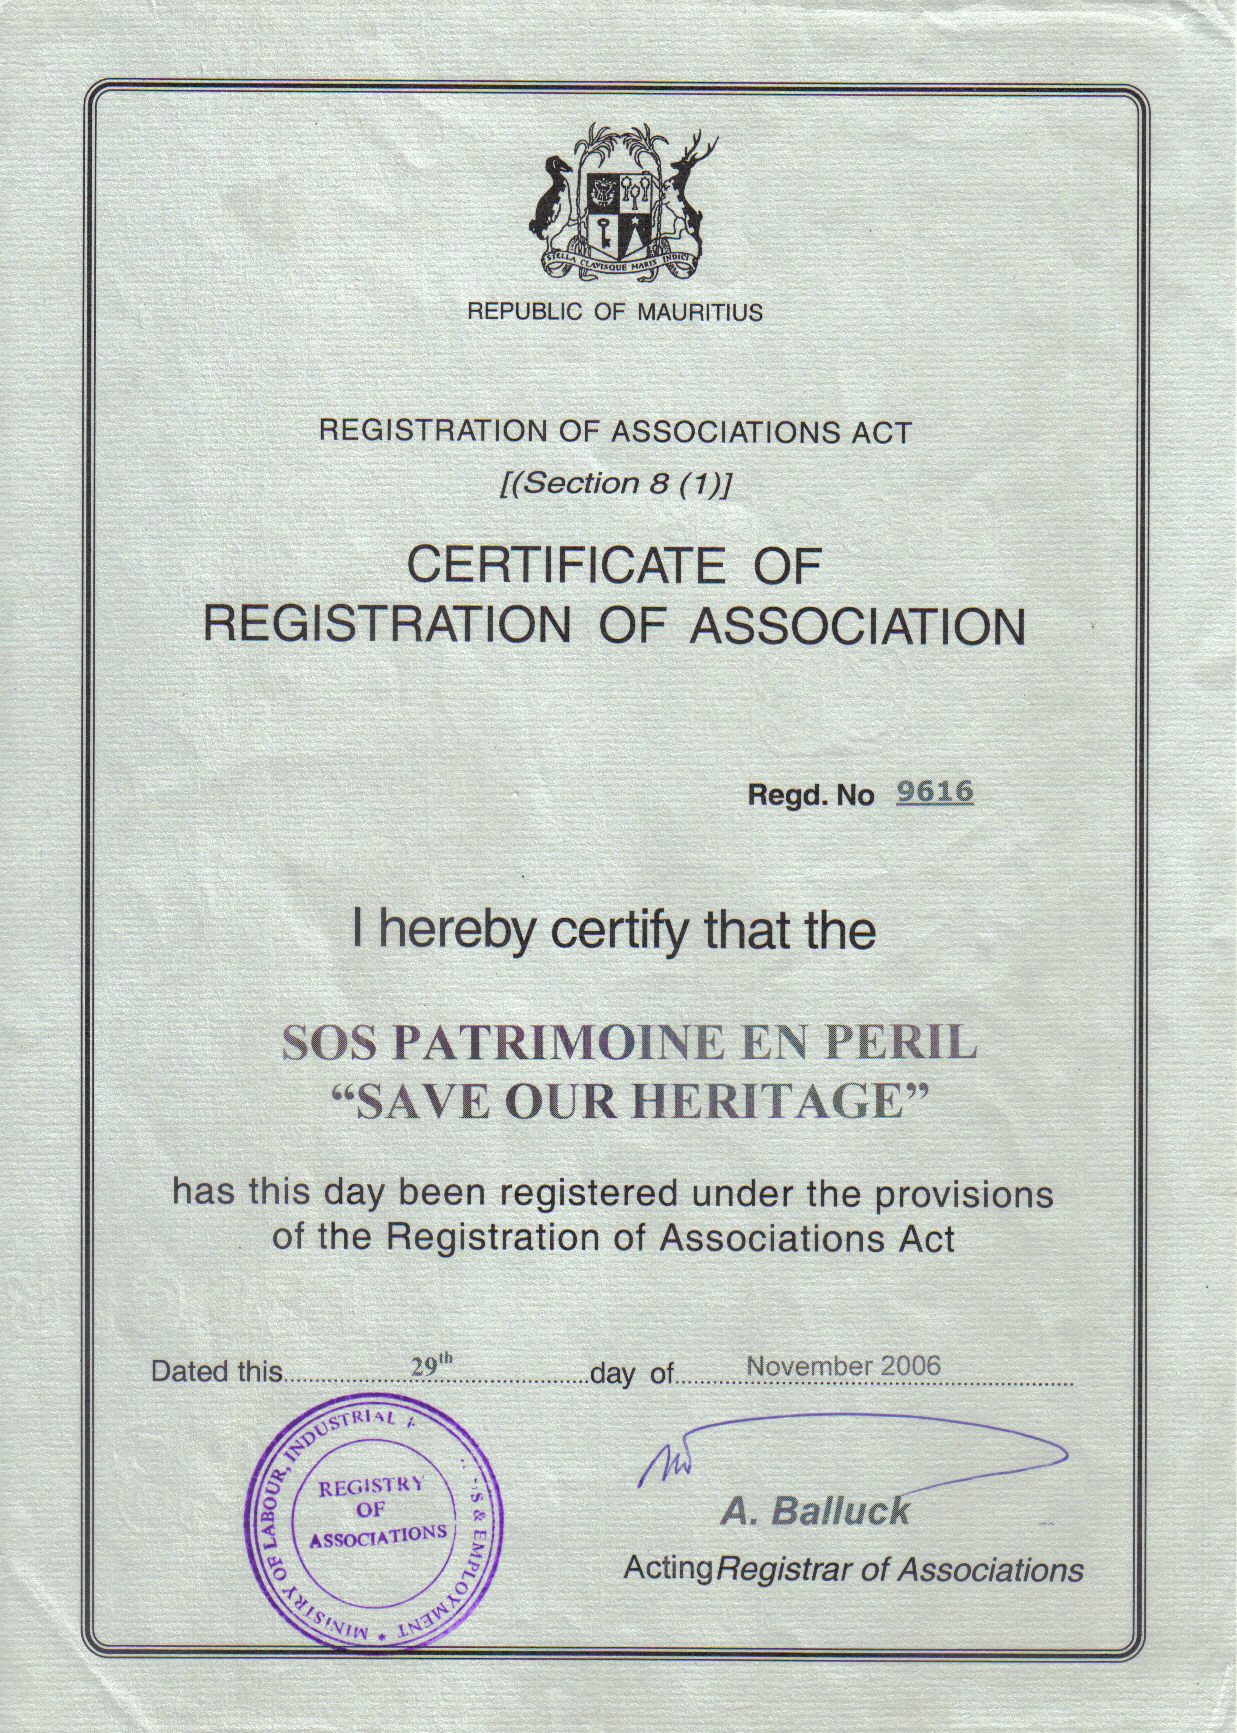 STELLA CLAVISQUE MARIS INDICI
REPUBLIC OF MAURITIUS
REGISTRATION OF ASSOCIATIONS ACT
[(Section 8 (1)]
CERTIFICATE OF
REGISTRATION OF ASSOCIATION
Regd. No 9616
I hereby certify that the
SOS PATRIMOINE EN PERIL
“SAVE OUR HERITAGE”
has this day been registered under the provisions
of the Registration of Associations Act
Dated this 29th day of November 2006
MINISTRY OF LABOUR, INDUSTRIAL & EMPLOYMENT *
REGISTRY
OF
ASSOCIATIONS
A. Balluck
Acting Registrar of Associations